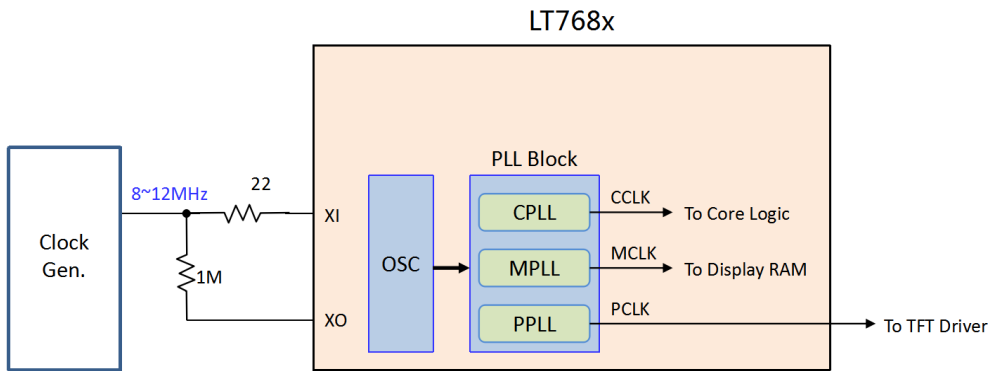 LT768x
Clock
Gen.
8~12MHz
22
1M
XI
XO
OSC
PLL Block
CPLL
MPLL
PPLL
CCLK
To Core Logic
MCLK
To Display RAM
PCLK
To TFT Driver